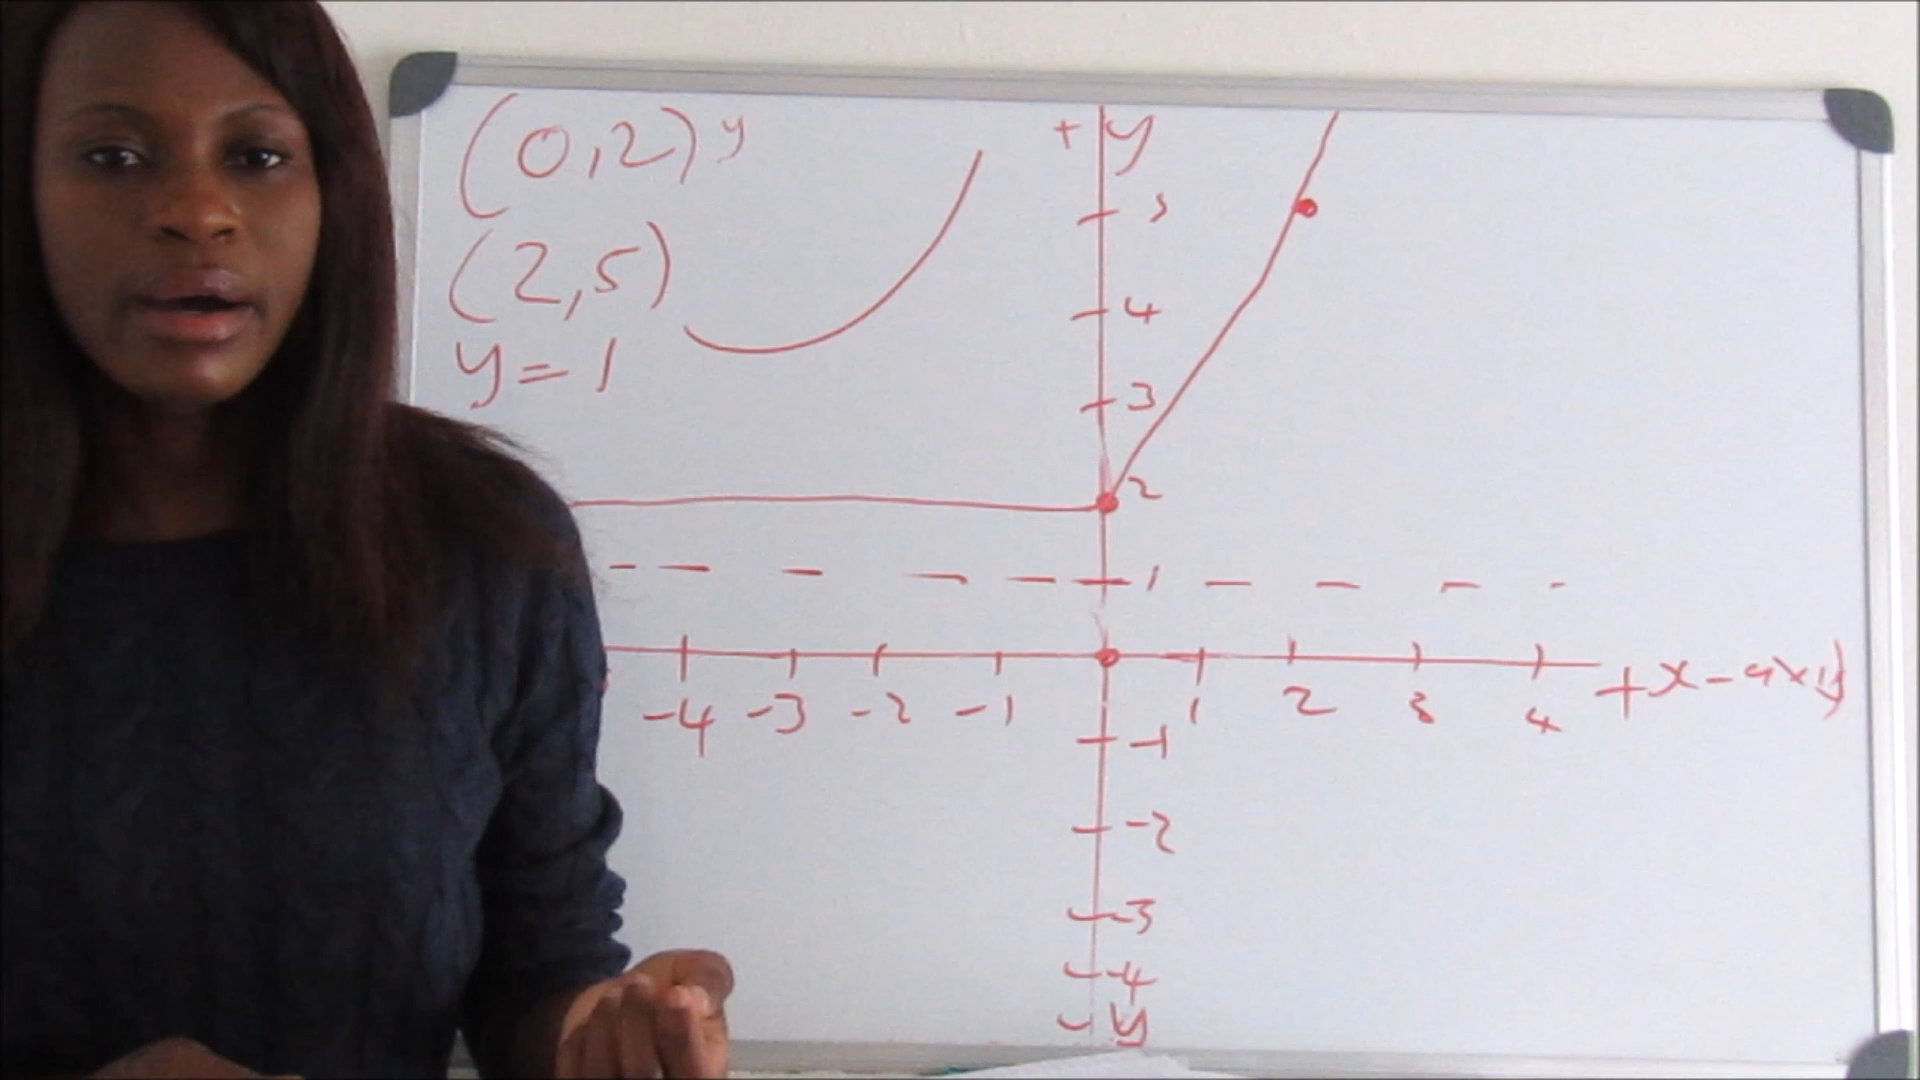 (0,2) y
(2,5)
y = 1
+ y
5
4
3
2
1
-4 -3 -2 -1 1 2 3 4 +x-axis
-1
-2
-3
-4
- y